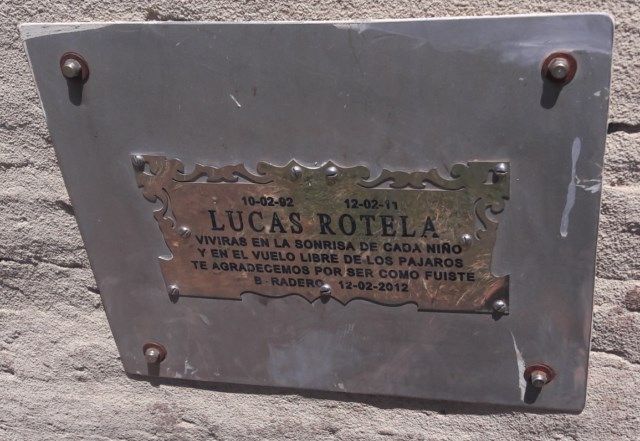 10-02-92 12-02-11
LUCAS ROTELA
VIVIRAS EN LA SONRISA DE CADA NIÑO
Y EN EL VUELO LIBRE DE LOS PAJAROS
TE AGRADECEMOS POR SER COMO FUISTE
B. RADERO 12-02-2012